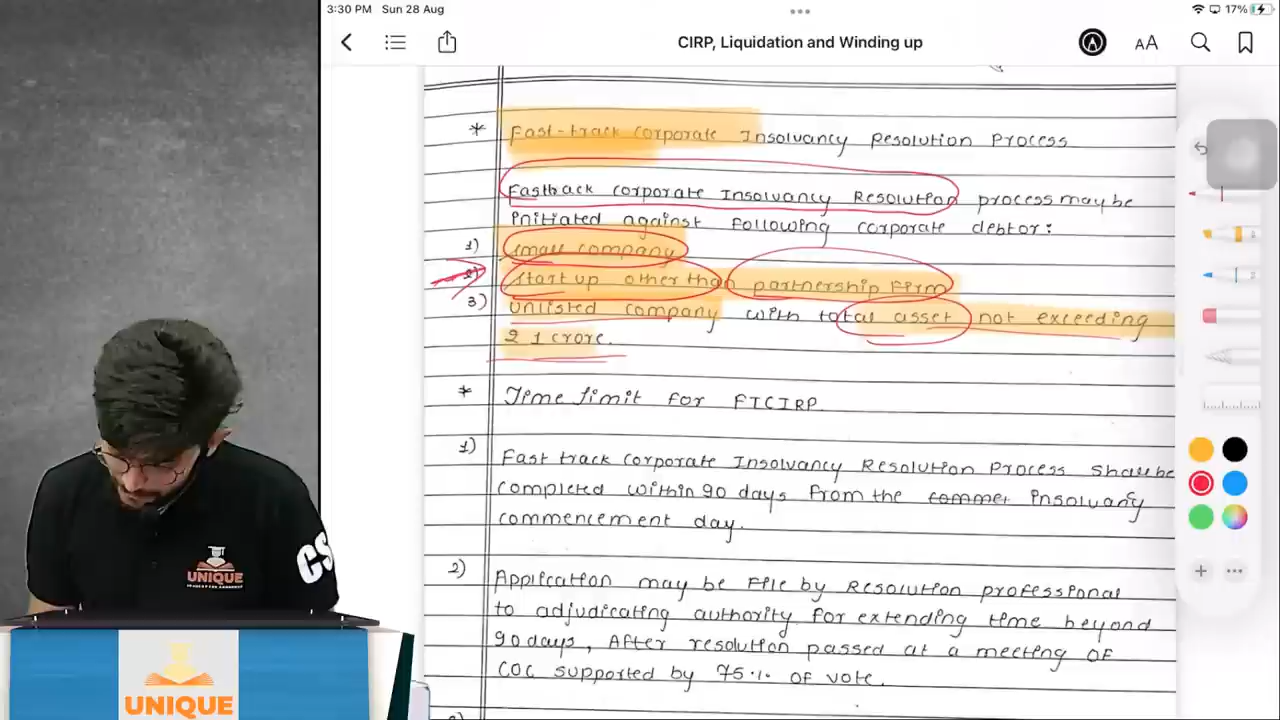 3:30 PM Sun 28 Aug
17%
CIRP, Liquidation and Winding up
AA
* Fast-track Corporate Insolvancy Resolution Process
Fastrack corporate Insolvancy Resolution process may be
initiated against following corporate debtor:
1) Small company
2) Start up other than partnership Firm
3) Unlisted company with total asset not exceeding
₹ 1 crore.
* Time limit for FTCIRP
1) Fast track Corporate Insolvancy Resolution Process shall be
completed within 90 days from the commen insolvany
commencement day.
2) Application may be File by Resolution professional
to adjudicating authority for extending time beyond
90 days, After resolution passed at a meeting OF
COC supported by 75% OF vote.
UNIQUE
CS
UNIQUE